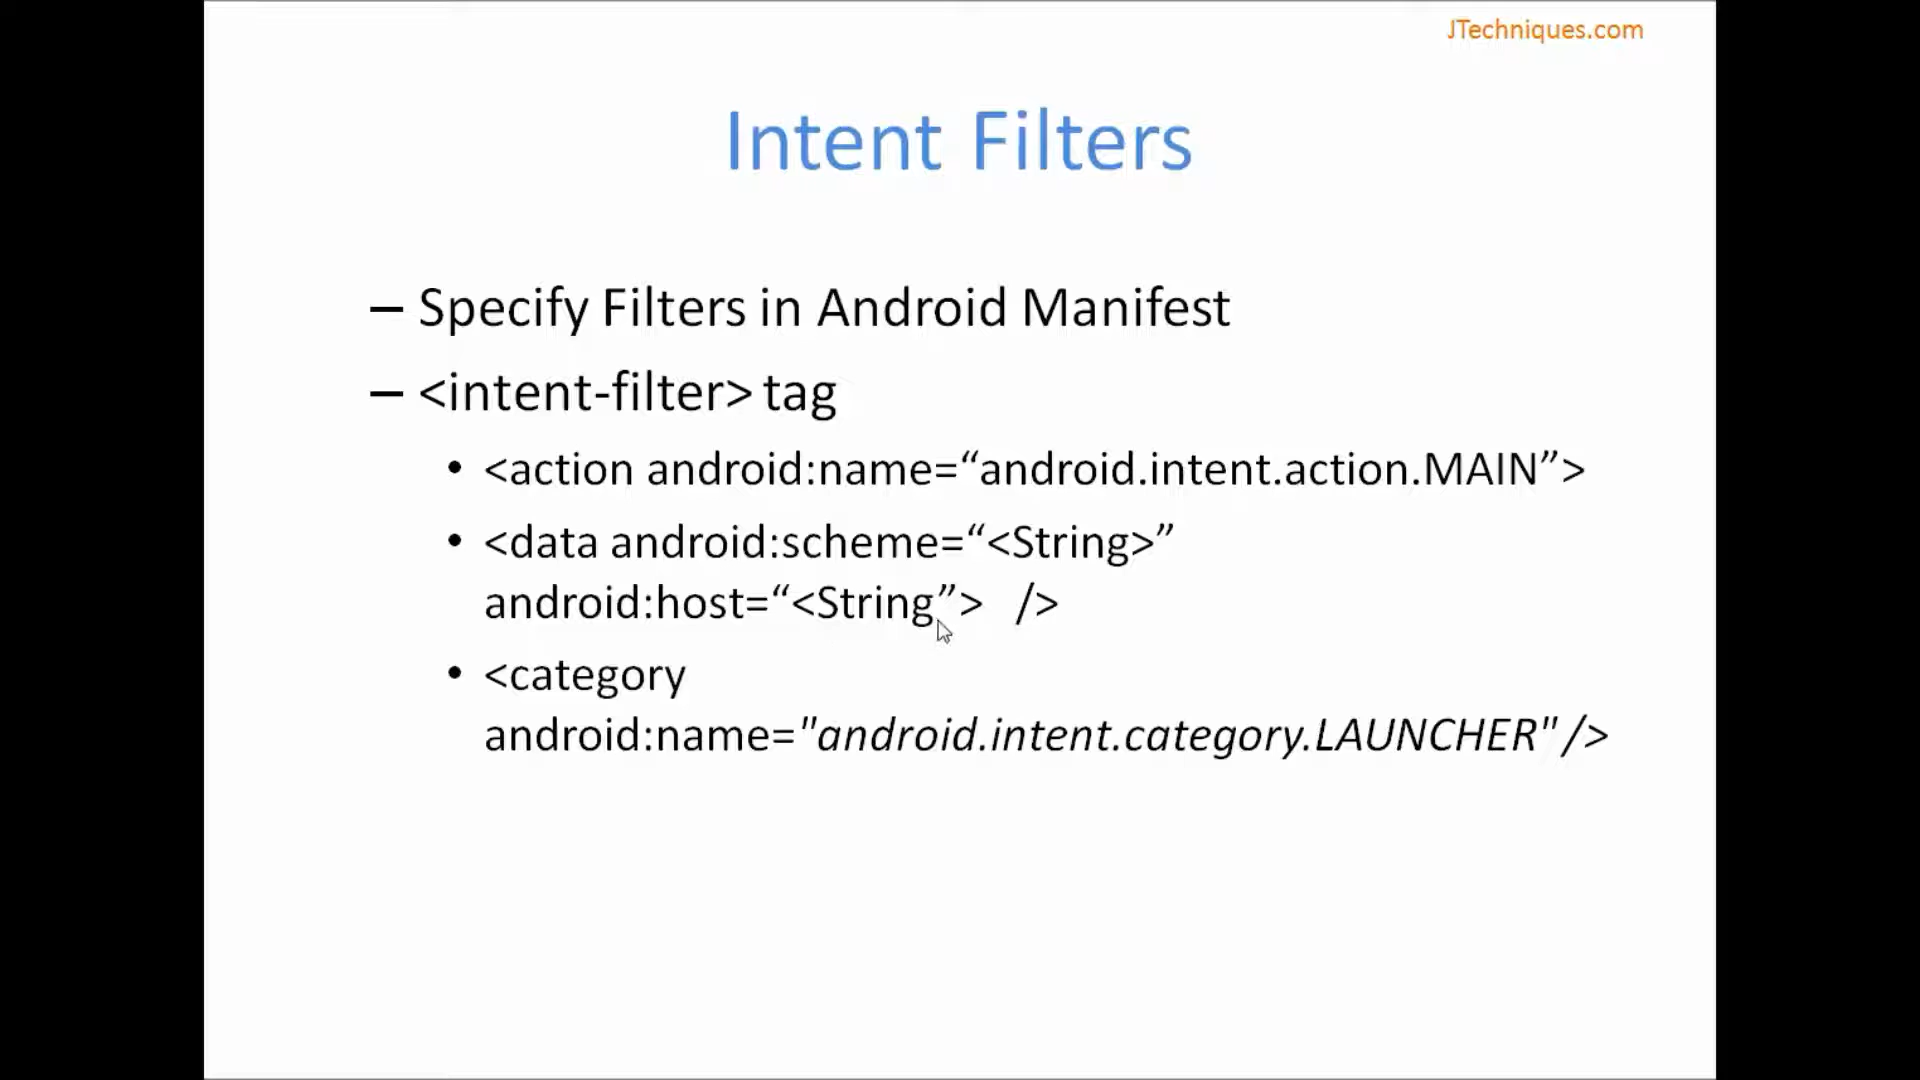 JTechniques.com
Intent Filters
– Specify Filters in Android Manifest
– <intent-filter> tag
• <action android:name=“android.intent.action.MAIN”>
• <data android:scheme=“<String>”
android:host=“<String”>   />
• <category
android:name="android.intent.category.LAUNCHER"/>